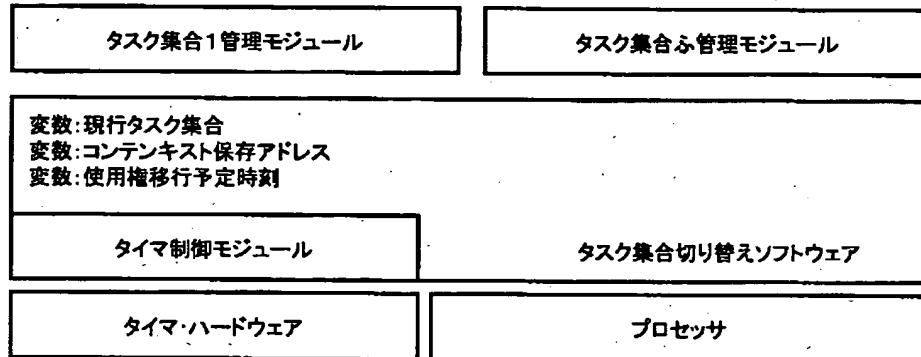 タスク集合1管理モジュール
タスク集合ふ管理モジュール
変数:現行タスク集合
変数:コンテンキスト保存アドレス
変数:使用権移行予定時刻
タイマ制御モジュール
タスク集合切り替えソフトウェア
タイマ・ハードウェア
プロセッサ